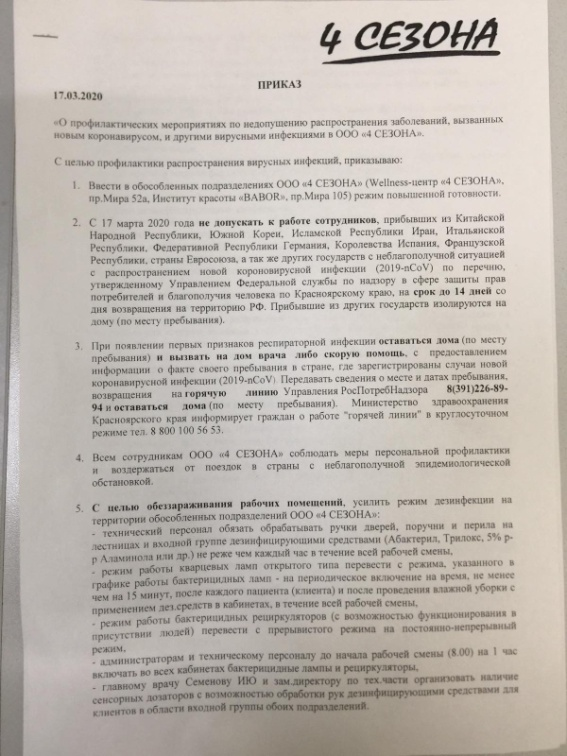 4 СЕЗОНА
ПРИКАЗ
17.03.2020
«О профилактических мероприятиях по недопущению распространения заболеваний, вызванных
новым коронавирусом, и другими вирусными инфекциями в ООО «4 СЕЗОНА».
С целью профилактики распространения вирусных инфекций, приказываю:
1. Ввести в обособленных подразделениях ООО «4 СЕЗОНА» (Wellness-центр «4 СЕЗОНА»,
пр.Мира 52а, Институт красоты «BABOR», пр.Мира 105) режим повышенной готовности.
2. С 17 марта 2020 года не допускать к работе сотрудников, прибывших из Китайской
Народной Республики, Южной Кореи, Исламской Республики Иран, Итальянской
Республики, Федеративной Республики Германия, Королевства Испания, Французской
Республики, страны Евросоюза, а так же других государств с неблагополучной ситуацией
с распространением новой короновирусной инфекции (2019-nCoV) по перечню,
утвержденному Управлением Федеральной службы по надзору в сфере защиты прав
потребителей и благополучия человека по Красноярскому краю, на срок до 14 дней со
дня возвращения на территорию РФ. Прибывшие из других государств изолируются на
дому (по месту пребывания).
3. При появлении первых признаков респираторной инфекции оставаться дома (по месту
пребывания) и вызвать на дом врача либо скорую помощь, с предоставлением
информации о факте своего пребывания в стране, где зарегистрированы случаи новой
коронавирусной инфекции (2019-nCoV). Передавать сведения о месте и датах пребывания,
возвращения на горячую линию Управления РосПотребНадзора 8(391)226-89-
94 и оставаться дома (по месту пребывания). Министерство здравоохранения
Красноярского края информирует граждан о работе "горячей линии" в круглосуточном
режиме тел. 8 800 100 56 53.
4. Всем сотрудникам ООО «4 СЕЗОНА» соблюдать меры персональной профилактики
и воздержаться от поездок в страны с неблагополучной эпидемиологической
обстановкой.
5. С целью обеззараживания рабочих помещений, усилить режим дезинфекции на
территории обособленных подразделений ООО «4 СЕЗОНА»:
- технический персонал обязать обрабатывать ручки дверей, поручни и перила на
лестницах и входной группе дезинфицирующими средствами (Абактерил, Трилокс, 5% р-
р Аламинола или др.) не реже чем каждый час в течение всей рабочей смены,
- режим работы кварцевых ламп открытого типа перевести с режима, указанного в
графике работы бактерицидных ламп - на периодическое включение на время, не менее
чем на 15 минут, после каждого пациента (клиента) и после проведения влажной уборки с
применением дез.средств в кабинетах, в течение всей рабочей смены,
- режим работы бактерицидных рециркуляторов (с возможностью функционирования в
присутствии людей) перевести с прерывистого режима на постоянно-непрерывный
режим,
- администраторам и техническому персоналу до начала рабочей смены (8.00) на 1 час
включать во всех кабинетах бактерицидные лампы и рециркуляторы,
- главному врачу Семенову ИЮ и зам.директору по тех.части организовать наличие
сенсорных дозаторов с возможностью обработки рук дезинфицирующими средствами для
клиентов в области входной группы обоих подразделений.